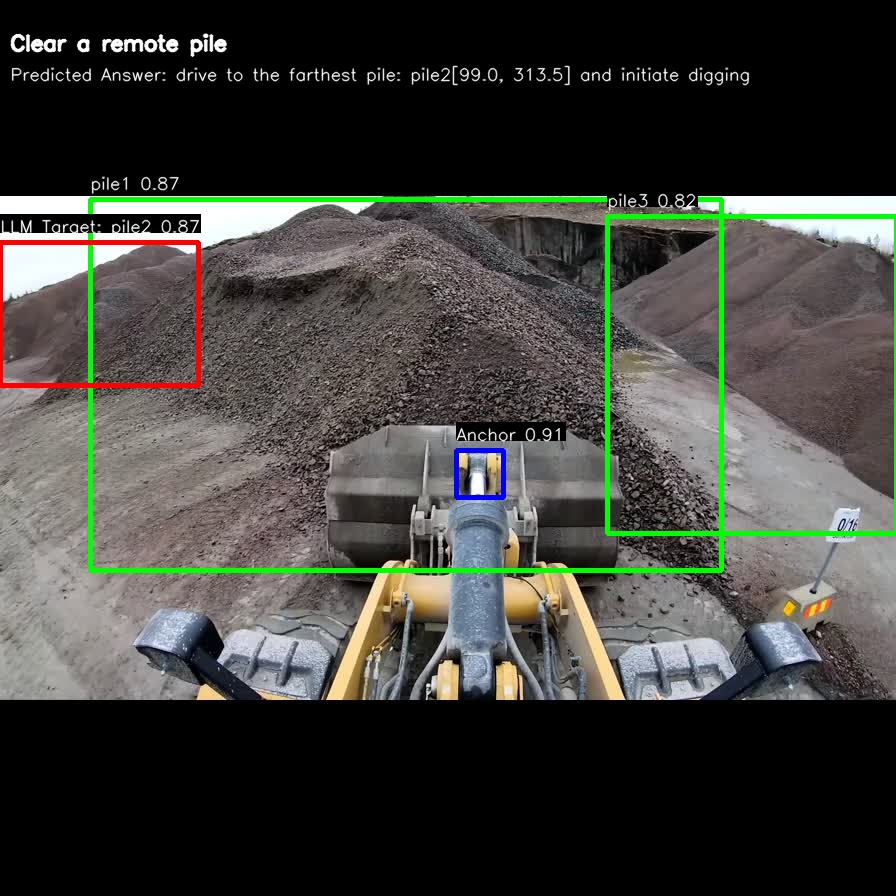 Clear a remote pile
Predicted Answer: drive to the farthest pile: pile2[99.0, 313.5] and initiate digging
pile1 0.87
pile3 0.82
LLM Target: pile2 0.87
Anchor 0.91
0/16